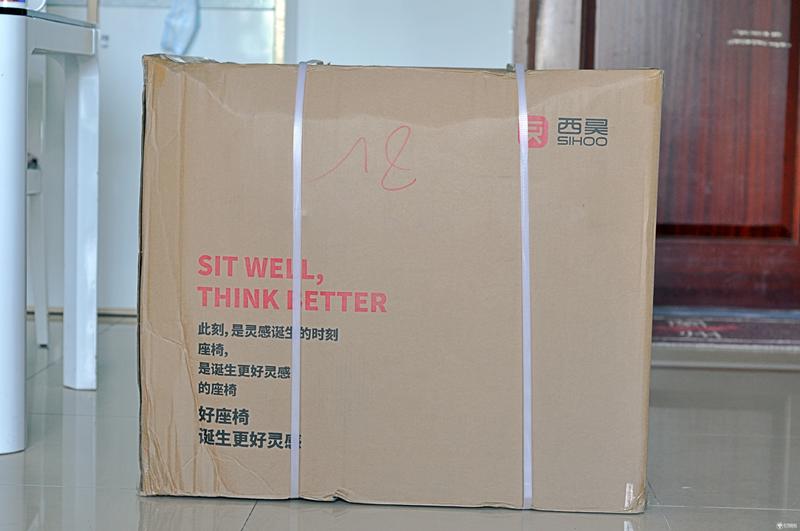 18
西昊
SIHOO
SIT WELL,
THINK BETTER
此刻，是灵感诞生的时刻
座椅，
是诞生更好灵感
的座椅
好座椅
诞生更好灵感